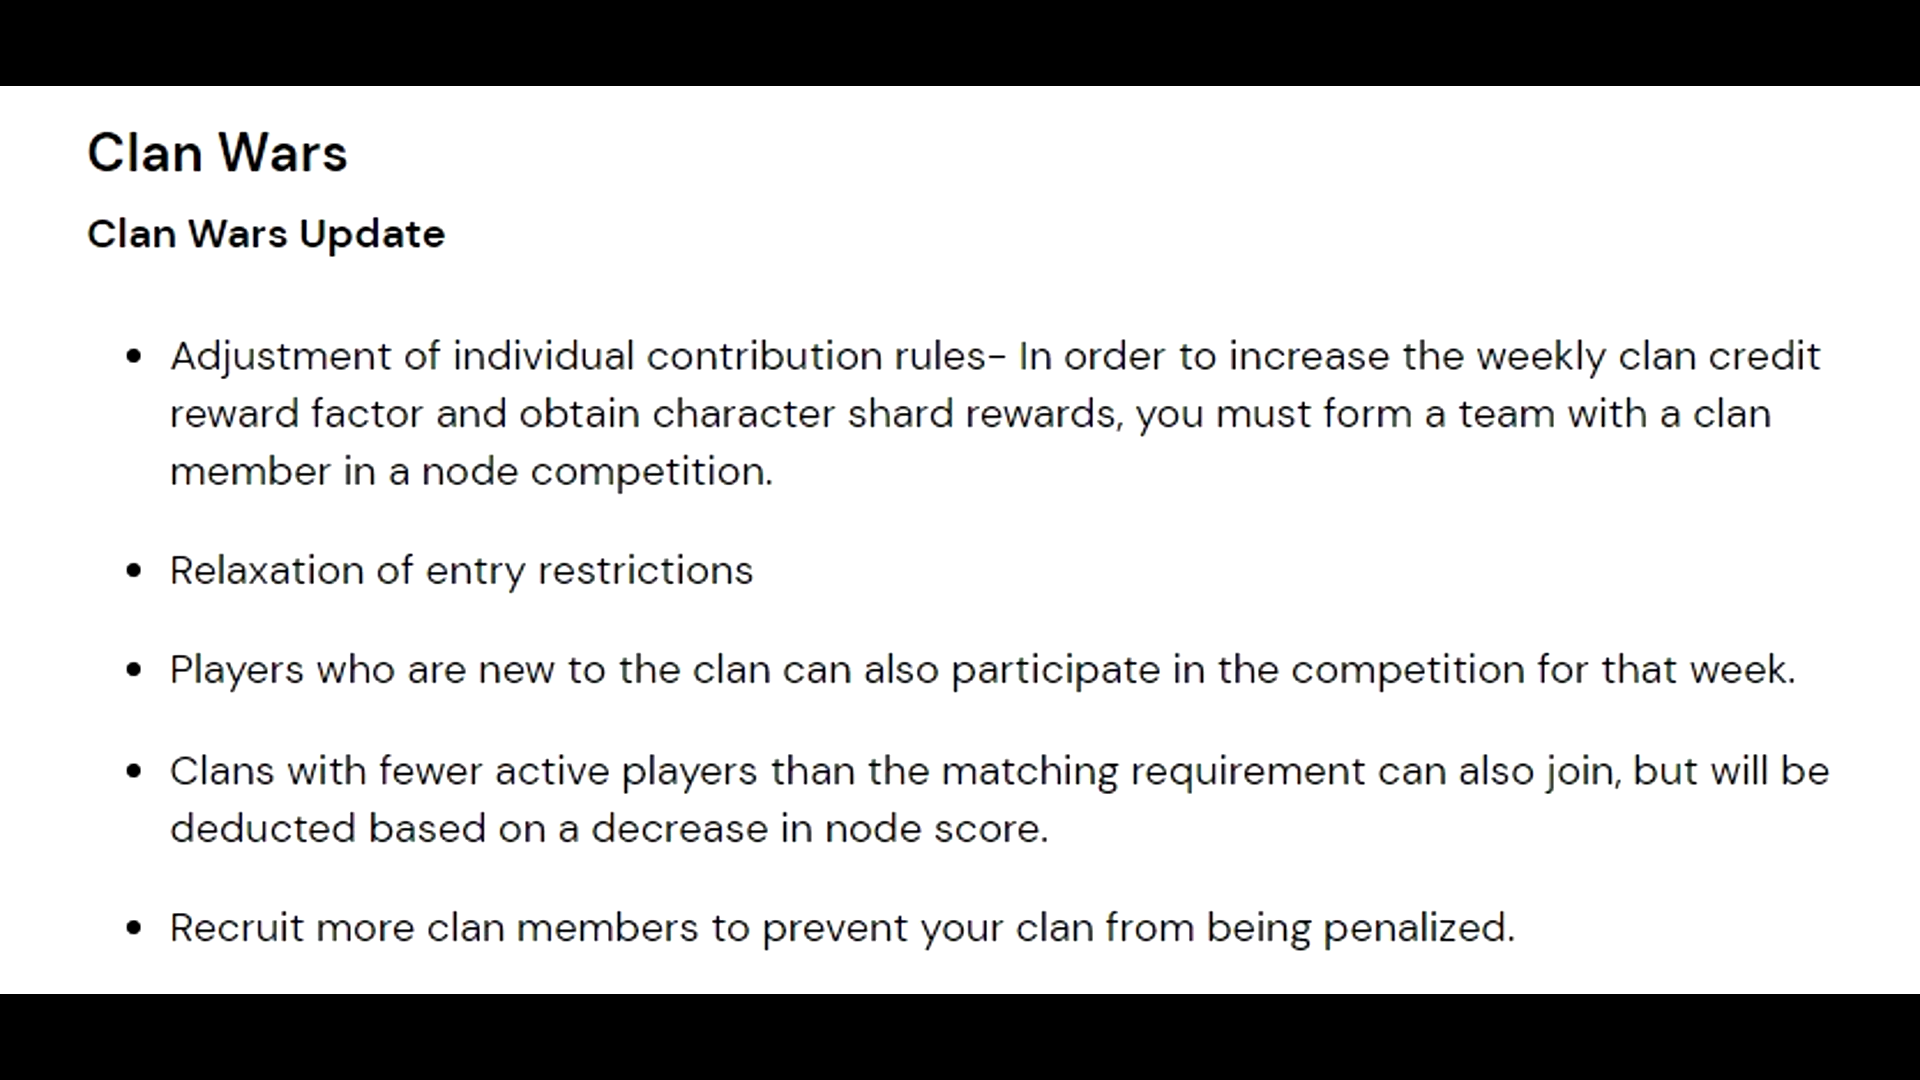 Clan Wars
Clan Wars Update
• Adjustment of individual contribution rules- In order to increase the weekly clan credit
reward factor and obtain character shard rewards, you must form a team with a clan
member in a node competition.
• Relaxation of entry restrictions
• Players who are new to the clan can also participate in the competition for that week.
• Clans with fewer active players than the matching requirement can also join, but will be
deducted based on a decrease in node score.
• Recruit more clan members to prevent your clan from being penalized.